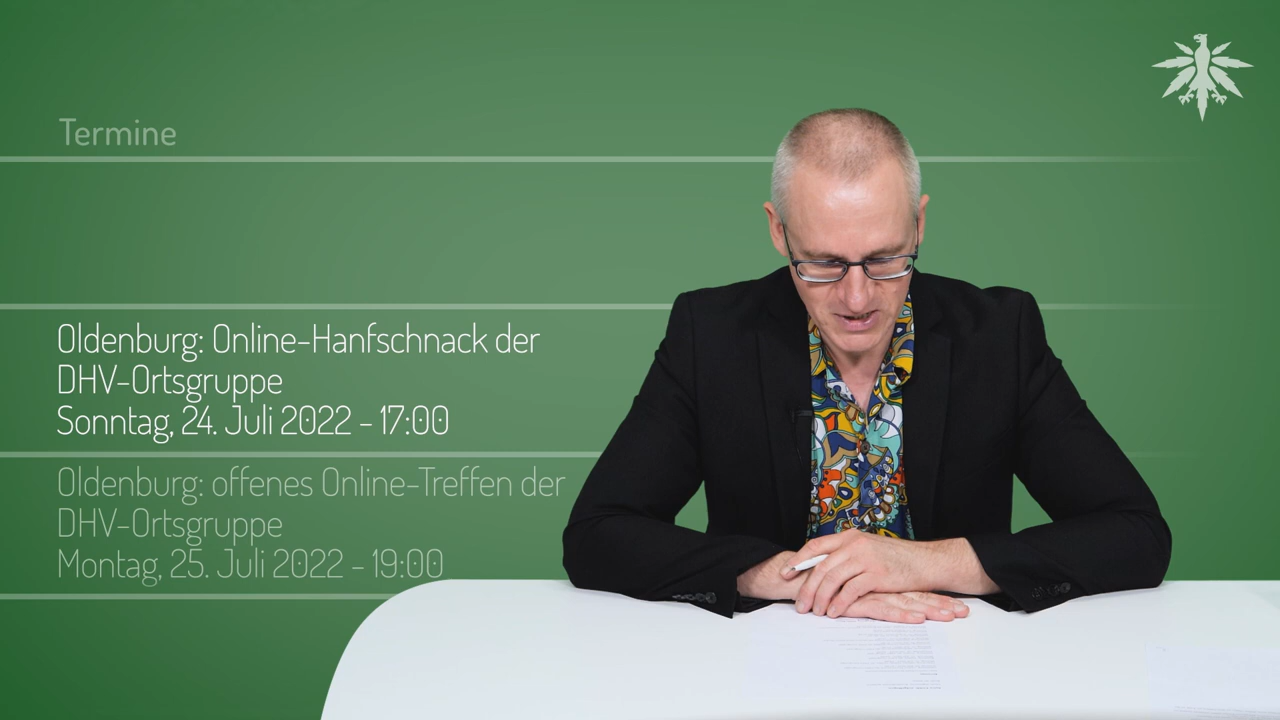 Termine
Oldenburg: Online-Hanfschnack der
DHV-Ortsgruppe
Sonntag, 24. Juli 2022 - 17:00
Oldenburg: offenes Online-Treffen der
DHV-Ortsgruppe
Montag, 25. Juli 2022 - 19:00